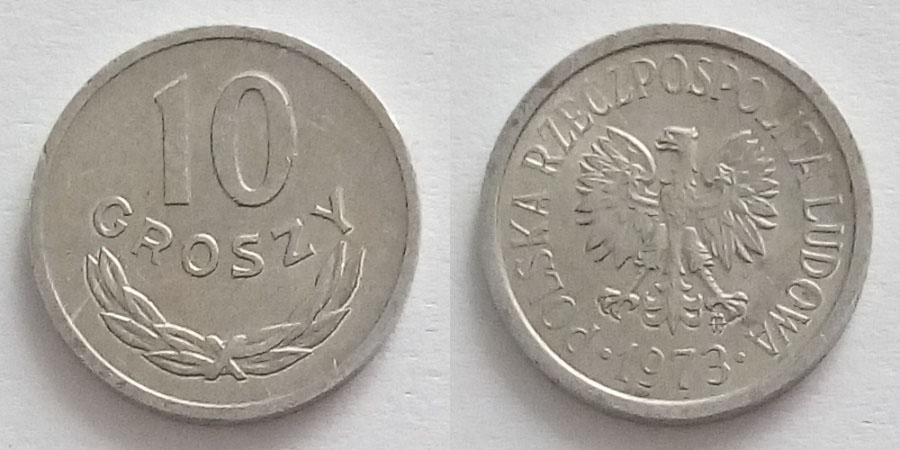 10
GROSZY
POLSKA RZECZPOSPOLITA LUDOWA
·1973·